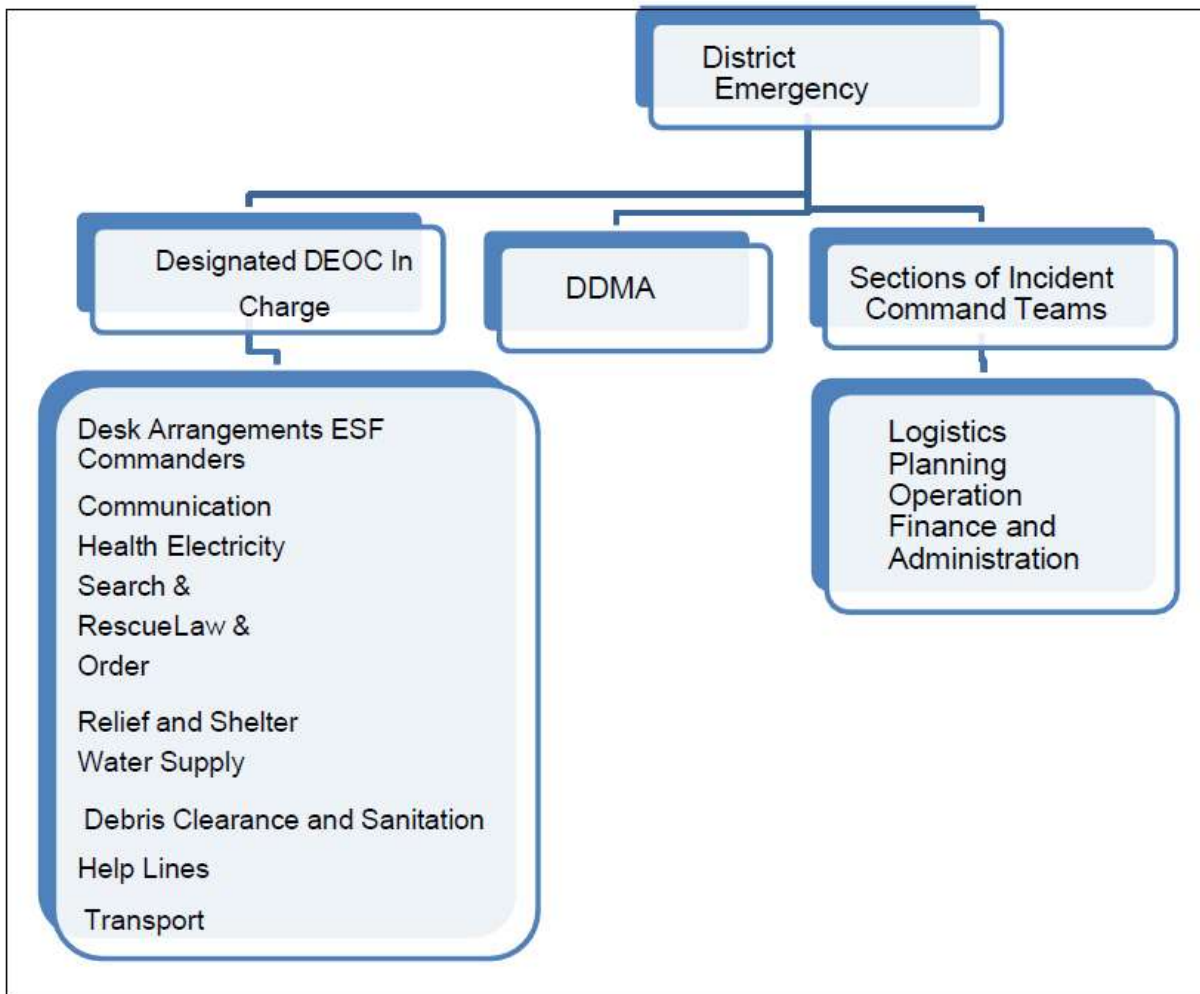 District
Emergency
Designated DEOC In
Charge
DDMA
Sections of Incident
Command Teams
Desk Arrangements ESF
Commanders
Communication
Health Electricity
Search &
RescueLaw &
Order
Relief and Shelter
Water Supply
Debris Clearance and Sanitation
Help Lines
Transport
Logistics
Planning
Operation
Finance and
Administration